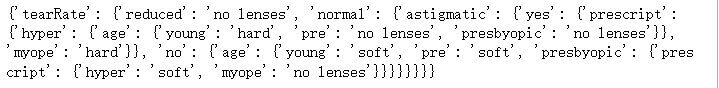 {'tearRate': {'reduced': 'no lenses', 'normal': {'astigmatic': {'yes': {'prescript':
{'hyper': {'age': {'young': 'hard', 'pre': 'no lenses', 'presbyopic': 'no lenses'}},
'myope': 'hard'}}, 'no': {'age': {'young': 'soft', 'pre': 'soft', 'presbyopic': {'pres
cript': {'hyper': 'soft', 'myope': 'no lenses'}}}}}}}}